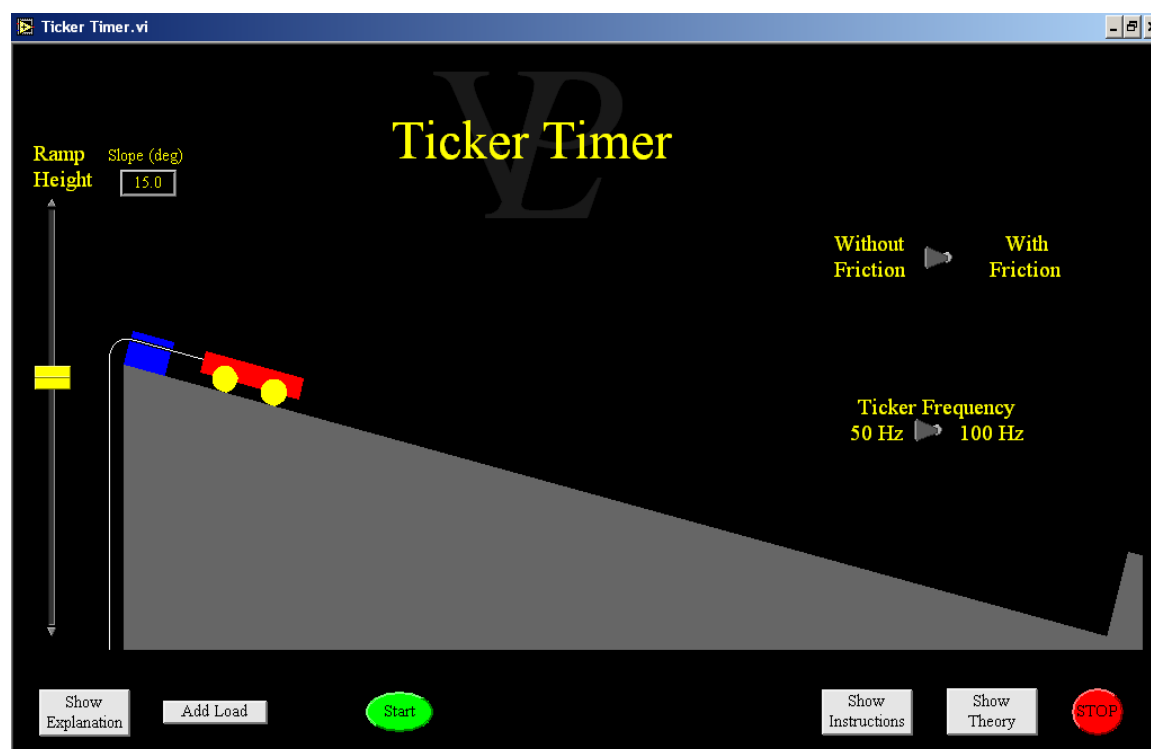 Ticker Timer.vi
VPL
Ticker Timer
Ramp
Height
Slope (deg)
15.0
Without
Friction
With
Friction
Ticker Frequency
50 Hz
100 Hz
Show
Explanation
Add Load
Start
Show
Instructions
Show
Theory
STOP